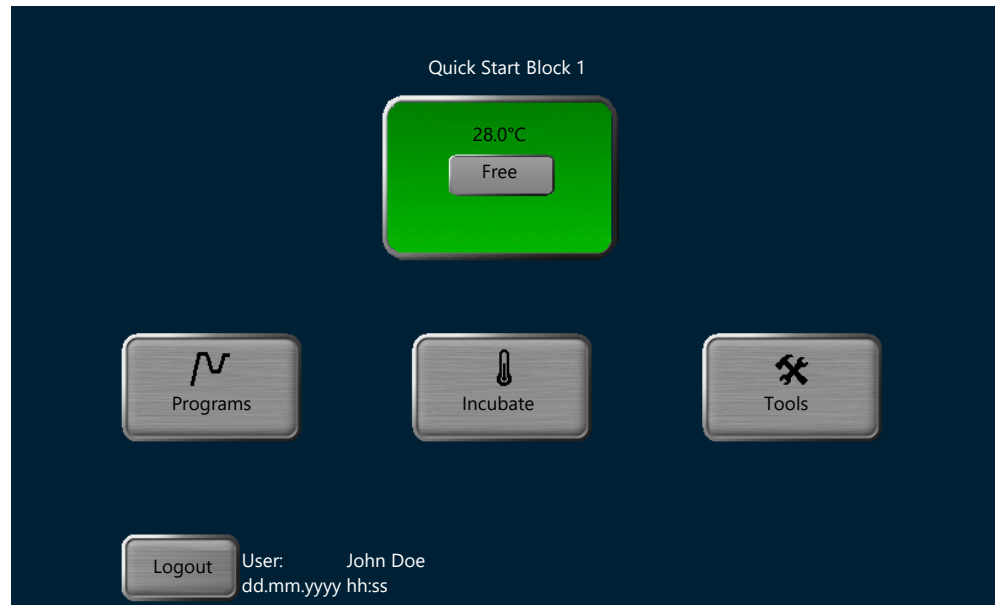 Quick Start Block 1
28.0°C
Free
Programs
Incubate
Tools
Logout
User: John Doe
dd.mm.yyyy hh:ss